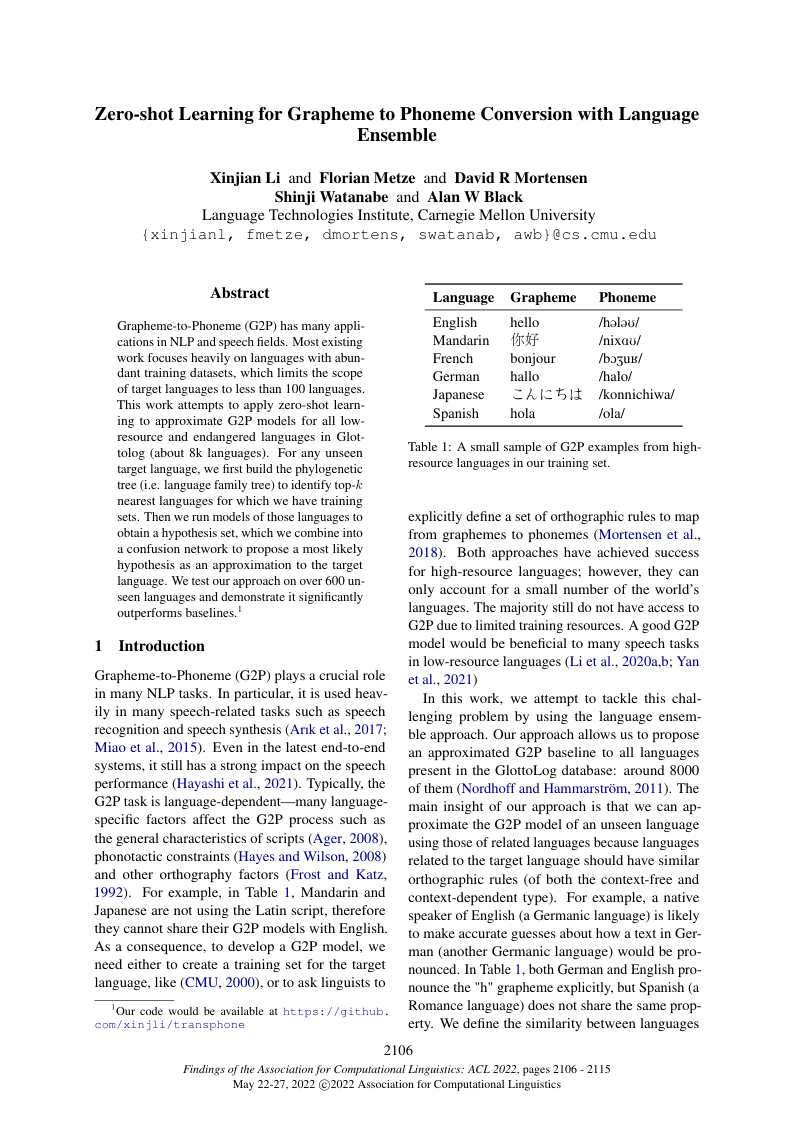 Zero-shot Learning for Grapheme to Phoneme Conversion with Language
Ensemble
Xinjian Li and Florian Metze and David R Mortensen
Shinji Watanabe and Alan W Black
Language Technologies Institute, Carnegie Mellon University
{xinjianl, fmetze, dmortens, swatanab, awb}@cs.cmu.edu
Abstract
Grapheme-to-Phoneme (G2P) has many appli-
cations in NLP and speech fields. Most existing
work focuses heavily on languages with abun-
dant training datasets, which limits the scope
of target languages to less than 100 languages.
This work attempts to apply zero-shot learn-
ing to approximate G2P models for all low-
resource and endangered languages in Glot-
tolog (about 8k languages). For any unseen
target language, we first build the phylogenetic
tree (i.e. language family tree) to identify top-k
nearest languages for which we have training
sets. Then we run models of those languages to
obtain a hypothesis set, which we combine into
a confusion network to propose a most likely
hypothesis as an approximation to the target
language. We test our approach on over 600 un-
seen languages and demonstrate it significantly
outperforms baselines.1
1 Introduction
Grapheme-to-Phoneme (G2P) plays a crucial role
in many NLP tasks. In particular, it is used heav-
ily in many speech-related tasks such as speech
recognition and speech synthesis (Arık et al., 2017;
Miao et al., 2015). Even in the latest end-to-end
systems, it still has a strong impact on the speech
performance (Hayashi et al., 2021). Typically, the
G2P task is language-dependent—many language-
specific factors affect the G2P process such as
the general characteristics of scripts (Ager, 2008),
phonotactic constraints (Hayes and Wilson, 2008)
and other orthography factors (Frost and Katz,
1992). For example, in Table 1, Mandarin and
Japanese are not using the Latin script, therefore
they cannot share their G2P models with English.
As a consequence, to develop a G2P model, we
need either to create a training set for the target
language, like (CMU, 2000), or to ask linguists to
1Our code would be available at https://github.
com/xinjli/transphone
Language Grapheme Phoneme
English hello /hələʊ/
Mandarin 你好 /nixɑʊ/
French bonjour /bɔʒuʁ/
German hallo /halo/
Japanese こんにちは /konnichiwa/
Spanish hola /ola/
Table 1: A small sample of G2P examples from high-
resource languages in our training set.
explicitly define a set of orthographic rules to map
from graphemes to phonemes (Mortensen et al.,
2018). Both approaches have achieved success
for high-resource languages; however, they can
only account for a small number of the world's
languages. The majority still do not have access to
G2P due to limited training resources. A good G2P
model would be beneficial to many speech tasks
in low-resource languages (Li et al., 2020a,b; Yan
et al., 2021)
In this work, we attempt to tackle this chal-
lenging problem by using the language ensem-
ble approach. Our approach allows us to propose
an approximated G2P baseline to all languages
present in the GlottoLog database: around 8000
of them (Nordhoff and Hammarström, 2011). The
main insight of our approach is that we can ap-
proximate the G2P model of an unseen language
using those of related languages because languages
related to the target language should have similar
orthographic rules (of both the context-free and
context-dependent type). For example, a native
speaker of English (a Germanic language) is likely
to make accurate guesses about how a text in Ger-
man (another Germanic language) would be pro-
nounced. In Table 1, both German and English pro-
nounce the "h" grapheme explicitly, but Spanish (a
Romance language) does not share the same prop-
erty. We define the similarity between languages
2106
Findings of the Association for Computational Linguistics: ACL 2022, pages 2106 - 2115
May 22-27, 2022 ©2022 Association for Computational Linguistics